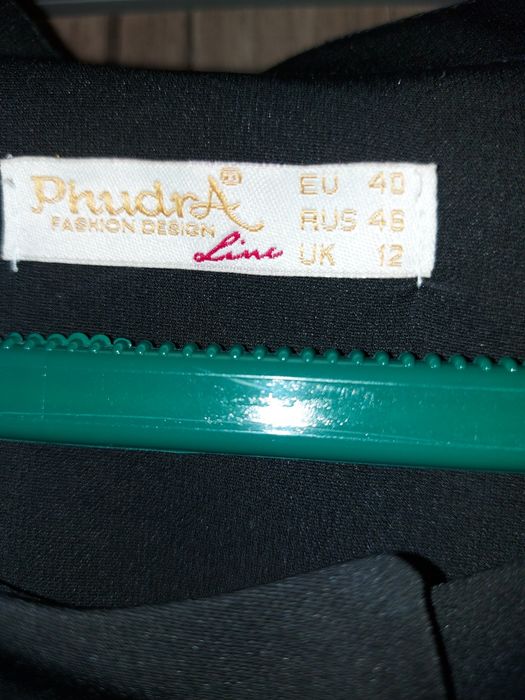 PhudrA
FASHION DESIGN
Line
EU 40
RUS 46
UK 12